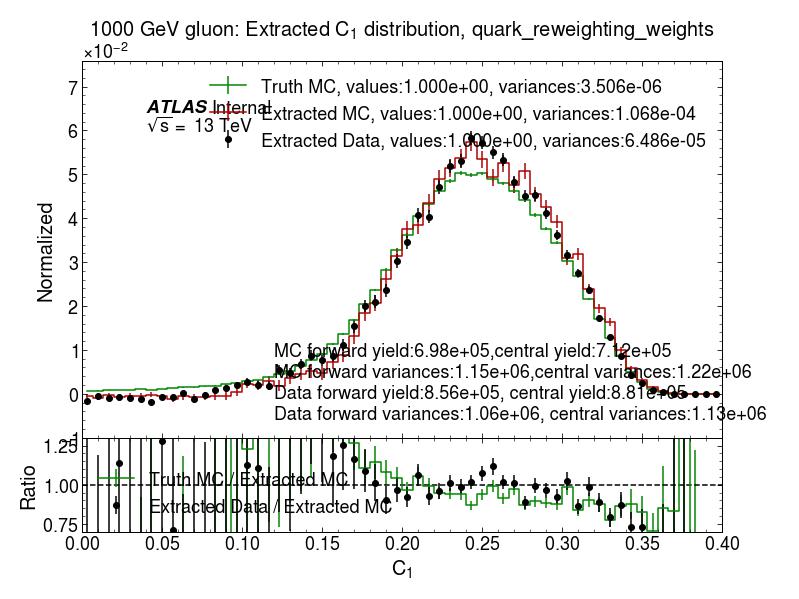 1000 GeV gluon: Extracted C₁ distribution, quark_reweighting_weights
×10⁻²
Truth MC, values:1.000e+00, variances:3.506e-06
ATLAS Internal
Extracted MC, values:1.000e+00, variances:1.068e-04
√s = 13 TeV
Extracted Data, values:1.000e+00, variances:6.486e-05
7
6
5
4
3
2
1
0
Normalized
MC forward yield:6.98e+05,central yield:7.12e+05
MC forward variances:1.15e+06,central variances:1.22e+06
Data forward yield:8.56e+05, central yield:8.81e+05
Data forward variances:1.06e+06, central variances:1.13e+06
1.25
1.00
0.75
Ratio
Truth MC / Extracted MC
Extracted Data / Extracted MC
0.00 0.05 0.10 0.15 0.20 0.25 0.30 0.35 0.40
C₁